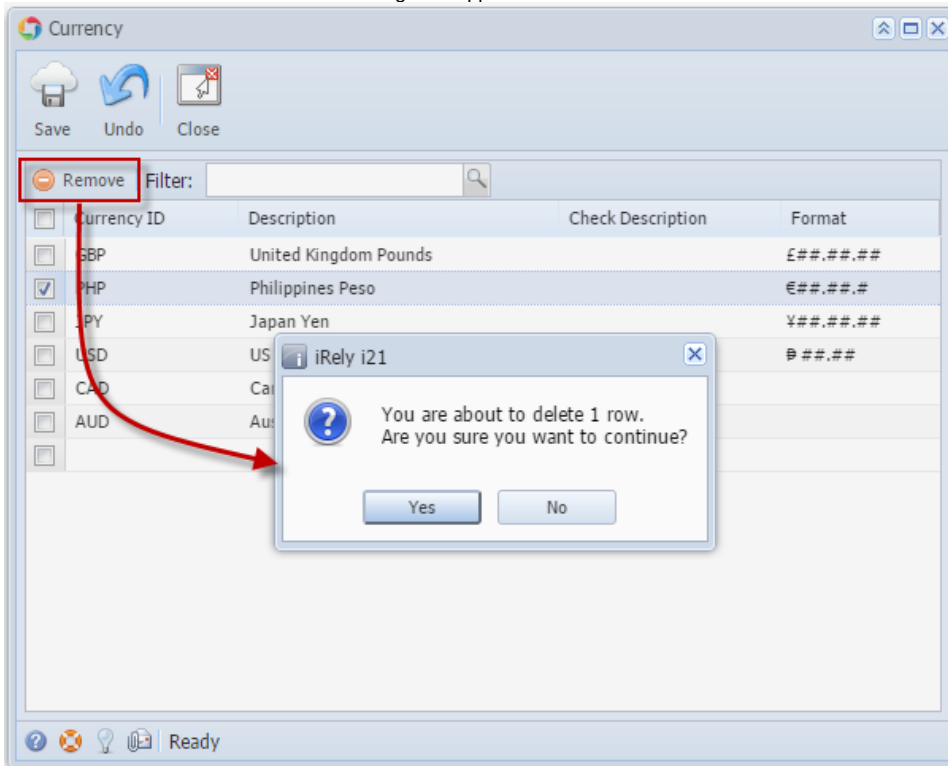 Currency
Save Undo Close
Remove Filter:
Currency ID Description Check Description Format
GBP United Kingdom Pounds £##.##.##
PHP Philippines Peso €##.##.#
JPY Japan Yen ¥##.##.##
USD US ₱##.##
CAD
AUD
iRely i21
You are about to delete 1 row.
Are you sure you want to continue?
Yes No
Ready